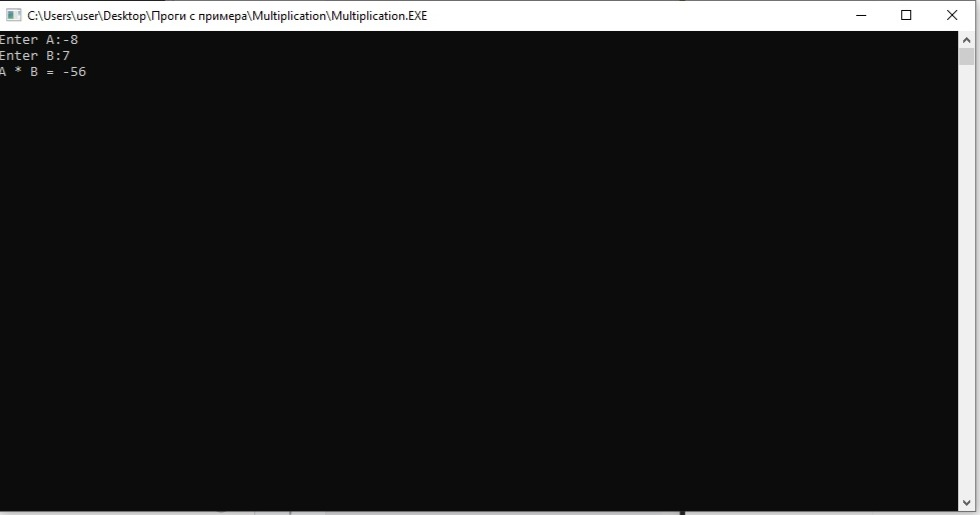 C:\Users\user\Desktop\Проги с примера\Multiplication\Multiplication.EXE
Enter A:-8
Enter B:7
A * B = -56